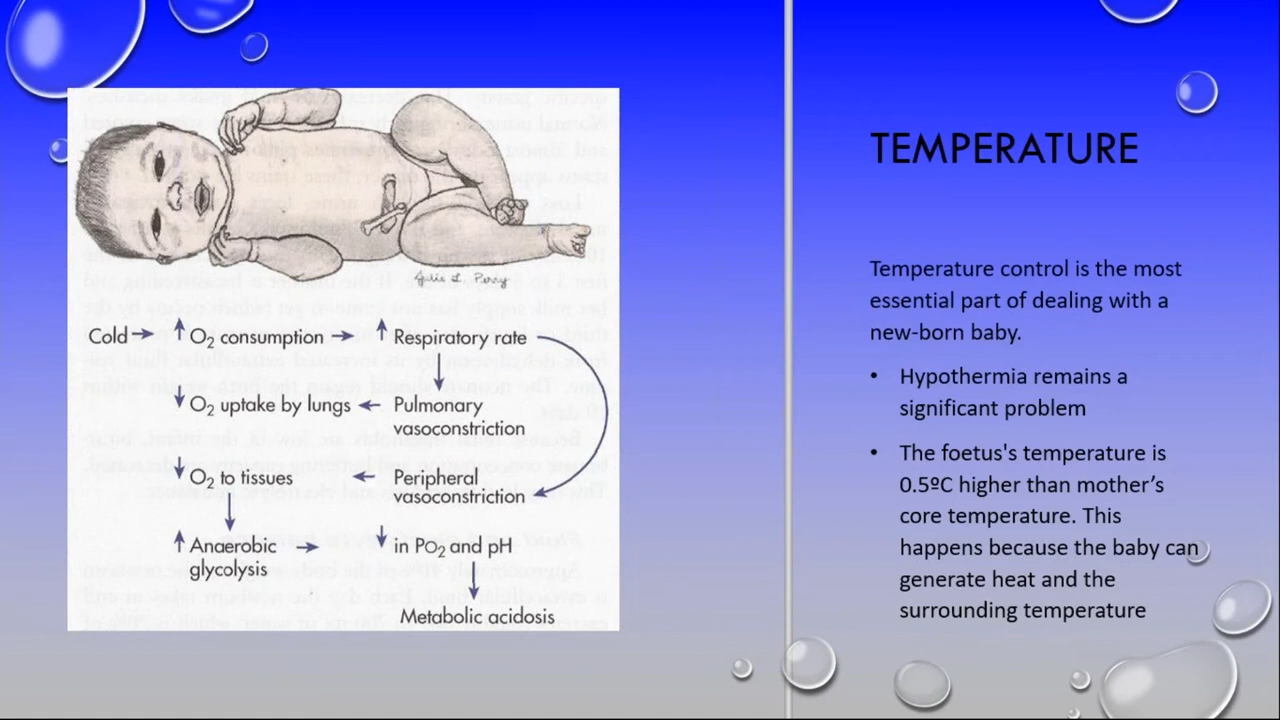 Julie L. Perry
Cold → ↑ O2 consumption → ↑ Respiratory rate
↓ O2 uptake by lungs ← Pulmonary
vasoconstriction
↓ O2 to tissues ← Peripheral
vasoconstriction
↑ Anaerobic → ↓ in PO2 and pH
glycolysis
Metabolic acidosis
TEMPERATURE
Temperature control is the most
essential part of dealing with a
new-born baby.
• Hypothermia remains a
significant problem
• The foetus's temperature is
0.5ºC higher than mother’s
core temperature. This
happens because the baby can
generate heat and the
surrounding temperature